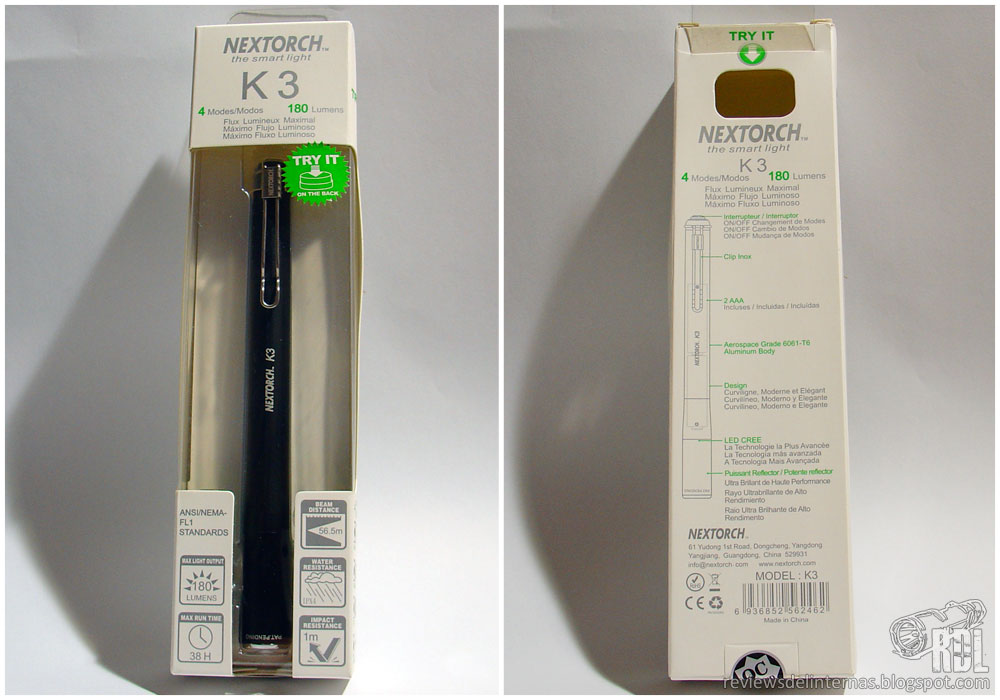 NEXTORCH™
the smart light
K 3
4 Modes/Modos 180 Lumens
Flux Lumineux Maximal
Máximo Flujo Luminoso
Máximo Fluxo Luminoso
TRY IT
ON THE BACK
NEXTORCH
NEXTORCH. K3
ANSI/NEMA-
FL1
STANDARDS
MAX LIGHT OUTPUT
180
LUMENS
MAX RUN TIME
38 H
BEAM
DISTANCE
56.5m
WATER
RESISTANCE
IPX4
IMPACT
RESISTANCE
1m
PAT.PENDING
TRY IT
NEXTORCH™
the smart light
K 3
4 Modes/Modos 180 Lumens
Flux Lumineux Maximal
Máximo Flujo Luminoso
Máximo Fluxo Luminoso
Interrupteur / Interruptor
ON/OFF Changement de Modes
ON/OFF Cambio de Modos
ON/OFF Mudança de Modos
Clip Inox
2 AAA
Incluses / Incluidas / Incluídas
NEXTORCH K3
Aerospace Grade 6061-T6
Aluminum Body
Design
Curviligne, Moderne et Elégant
Curvilíneo, Moderno y Elegante
Curvilíneo, Moderno e Elegante
LED CREE
La Technologie la Plus Avancée
La Tecnología más avanzada
A Tecnologia Mais Avançada
Puissant Reflector / Potente reflector
Ultra Brillant de Haute Performance
Rayo Ultrabrillante de Alto
Rendimiento
Raio Ultra Brilhante de Alto
Rendimento
NEXTORCH™
61 Yudong 1st Road, Dongcheng, Yangdong
Yangjiang, Guangdong, China 529931
info@nextorch com www.nextorch.com
MODEL : K3
CE
6 936852 562462
Made in China
QC
RDL
reviewsdelinternas.blogspot.com